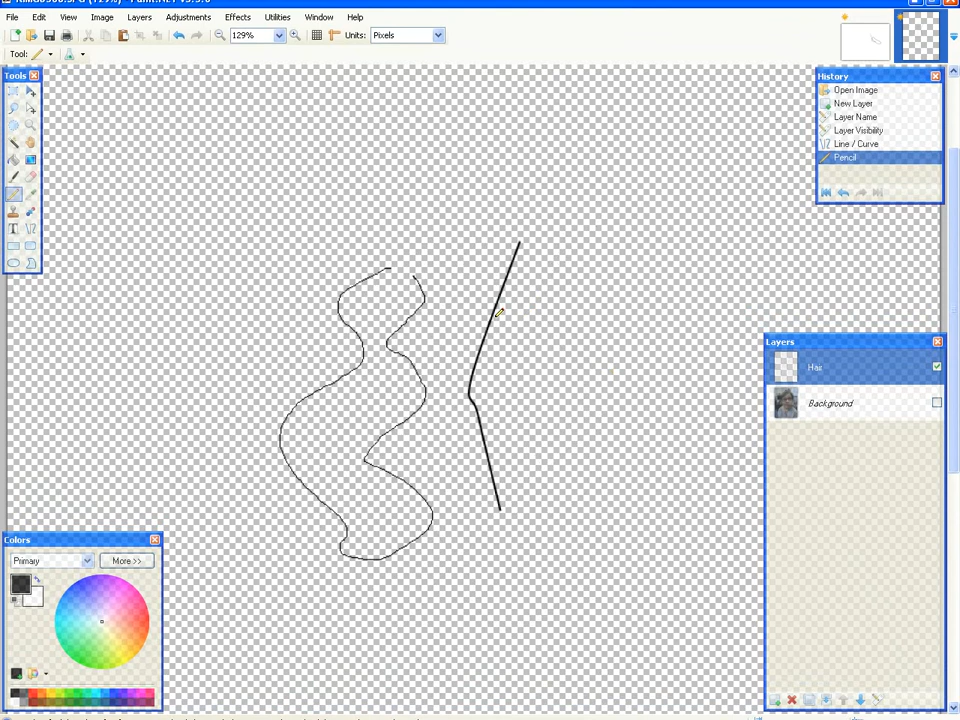 File Edit View Image Layers Adjustments Effects Utilities Window Help
129% Units: Pixels
Tool:
Tools
History
Open Image
New Layer
Layer Name
Layer Visibility
Line / Curve
Pencil
Layers
Hair
Background
Colors
Primary More >>
T